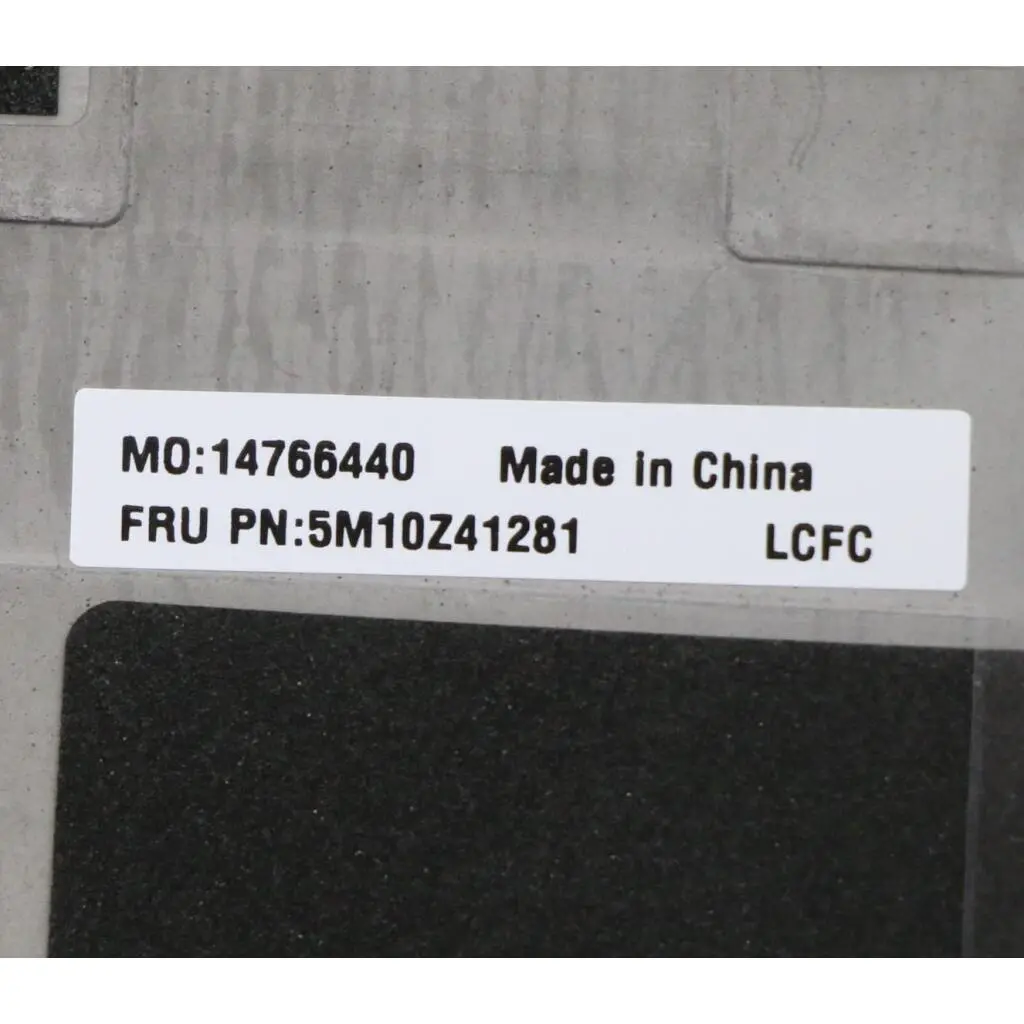 MO:14766440 Made in China
FRU PN:5M10Z41281 LCFC